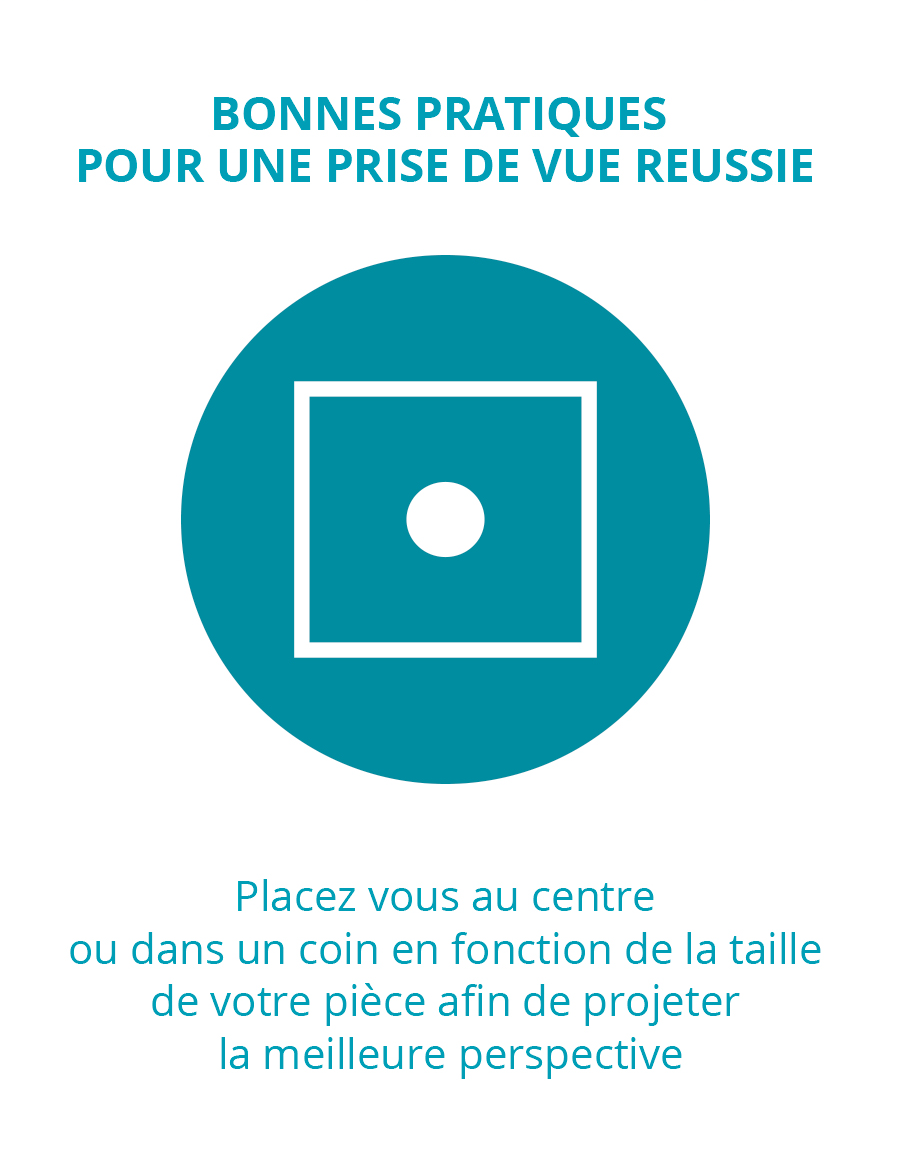 BONNES PRATIQUES
POUR UNE PRISE DE VUE REUSSIE
Placez vous au centre
ou dans un coin en fonction de la taille
de votre pièce afin de projeter
la meilleure perspective